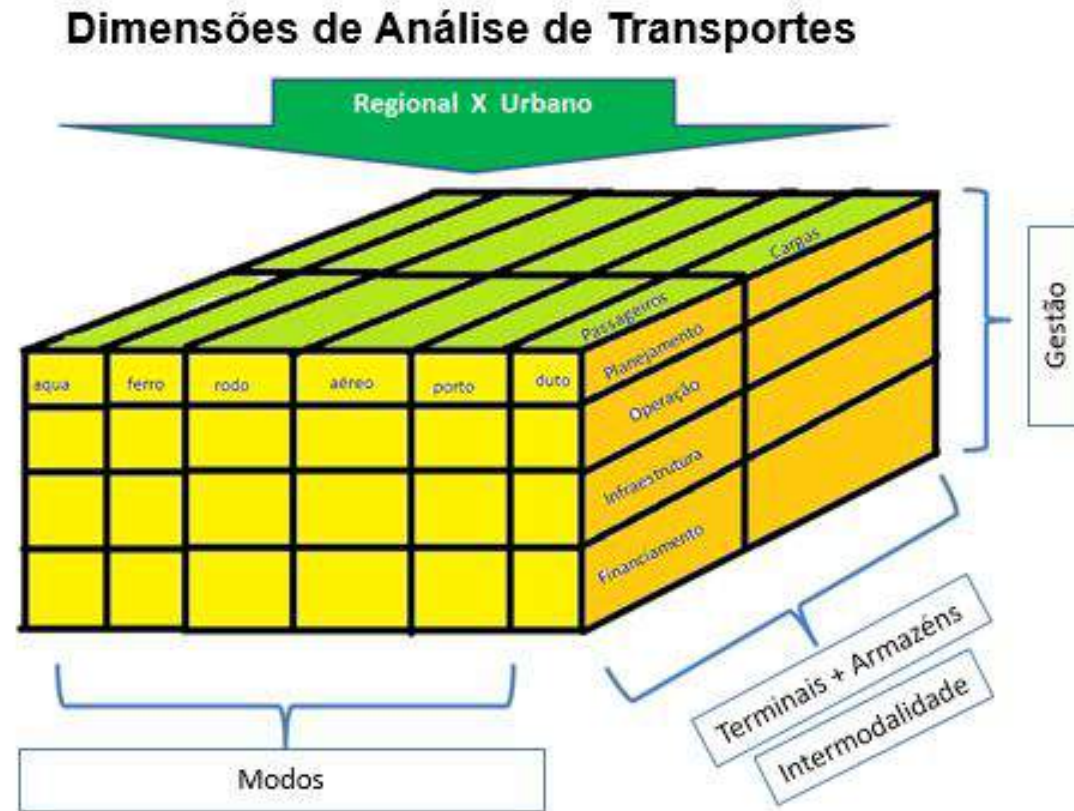 Dimensões de Análise de Transportes
Regional X Urbano
Cargas
Passageiros
aqua ferro rodo aéreo porto duto
Planejamento
Operação
Infraestrutura
Financiamento
Gestão
Terminais + Armazéns
Intermodalidade
Modos